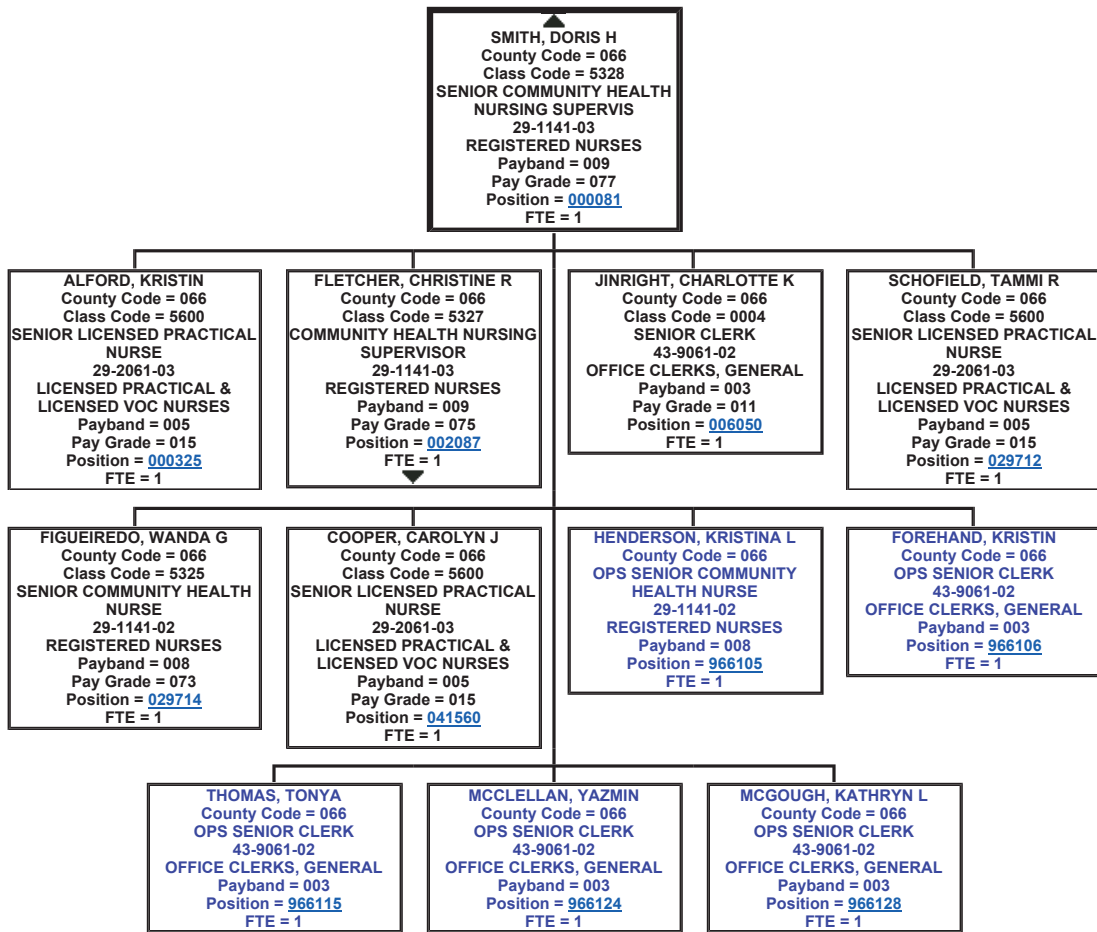 SMITH, DORIS H
County Code = 066
Class Code = 5328
SENIOR COMMUNITY HEALTH
NURSING SUPERVIS
29-1141-03
REGISTERED NURSES
Payband = 009
Pay Grade = 077
Position = 000081
FTE = 1
ALFORD, KRISTIN
County Code = 066
Class Code = 5600
SENIOR LICENSED PRACTICAL
NURSE
29-2061-03
LICENSED PRACTICAL &
LICENSED VOC NURSES
Payband = 005
Pay Grade = 015
Position = 000325
FTE = 1
FLETCHER, CHRISTINE R
County Code = 066
Class Code = 5327
COMMUNITY HEALTH NURSING
SUPERVISOR
29-1141-03
REGISTERED NURSES
Payband = 009
Pay Grade = 075
Position = 002087
FTE = 1
JINRIGHT, CHARLOTTE K
County Code = 066
Class Code = 0004
SENIOR CLERK
43-9061-02
OFFICE CLERKS, GENERAL
Payband = 003
Pay Grade = 011
Position = 006050
FTE = 1
SCHOFIELD, TAMMI R
County Code = 066
Class Code = 5600
SENIOR LICENSED PRACTICAL
NURSE
29-2061-03
LICENSED PRACTICAL &
LICENSED VOC NURSES
Payband = 005
Pay Grade = 015
Position = 029712
FTE = 1
FIGUEIREDO, WANDA G
County Code = 066
Class Code = 5325
SENIOR COMMUNITY HEALTH
NURSE
29-1141-02
REGISTERED NURSES
Payband = 008
Pay Grade = 073
Position = 029714
FTE = 1
COOPER, CAROLYN J
County Code = 066
Class Code = 5600
SENIOR LICENSED PRACTICAL
NURSE
29-2061-03
LICENSED PRACTICAL &
LICENSED VOC NURSES
Payband = 005
Pay Grade = 015
Position = 041560
FTE = 1
HENDERSON, KRISTINA L
County Code = 066
OPS SENIOR COMMUNITY
HEALTH NURSE
29-1141-02
REGISTERED NURSES
Payband = 008
Position = 966105
FTE = 1
FOREHAND, KRISTIN
County Code = 066
OPS SENIOR CLERK
43-9061-02
OFFICE CLERKS, GENERAL
Payband = 003
Position = 966106
FTE = 1
THOMAS, TONYA
County Code = 066
OPS SENIOR CLERK
43-9061-02
OFFICE CLERKS, GENERAL
Payband = 003
Position = 966115
FTE = 1
MCCLELLAN, YAZMIN
County Code = 066
OPS SENIOR CLERK
43-9061-02
OFFICE CLERKS, GENERAL
Payband = 003
Position = 966124
FTE = 1
MCGOUGH, KATHRYN L
County Code = 066
OPS SENIOR CLERK
43-9061-02
OFFICE CLERKS, GENERAL
Payband = 003
Position = 966128
FTE = 1